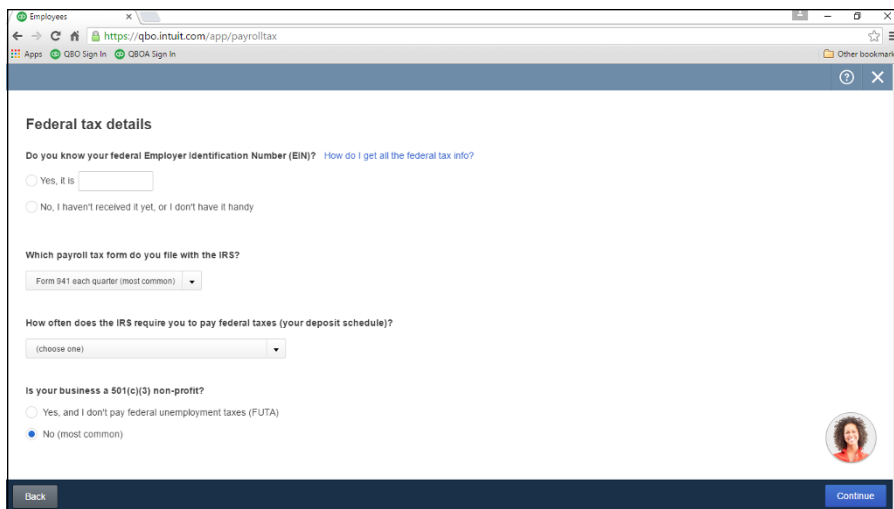 Employees
https://qbo.intuit.com/app/payrolltax
Apps QBO Sign In QBOA Sign In Other bookmark
Federal tax details
Do you know your federal Employer Identification Number (EIN)? How do I get all the federal tax info?
Yes, it is
No, I haven't received it yet, or I don't have it handy
Which payroll tax form do you file with the IRS?
Form 941 each quarter (most common)
How often does the IRS require you to pay federal taxes (your deposit schedule)?
(choose one)
Is your business a 501(c)(3) non-profit?
Yes, and I don't pay federal unemployment taxes (FUTA)
No (most common)
Back Continue